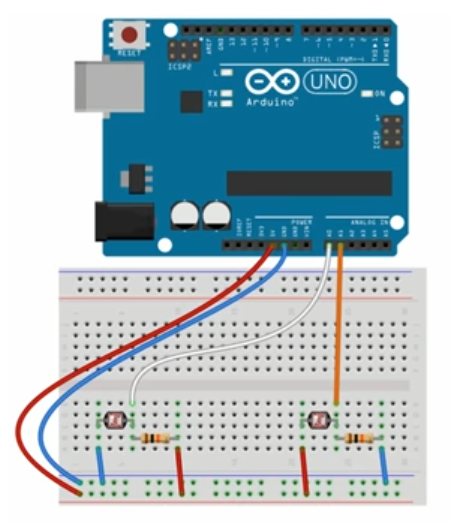 RESET
ICSP2
AREF
GND
13
12
11
10
9
8
7
6
5
4
3
2
1
0
L
TX
RX
DIGITAL (PWM~)
TX▸
RX◂
UNO
Arduino™
ON
ICSP
1
POWER
ANALOG IN
IOREF
RESET
3V3
5V
GND
GND
VIN
A0
A1
A2
A3
A4
A5